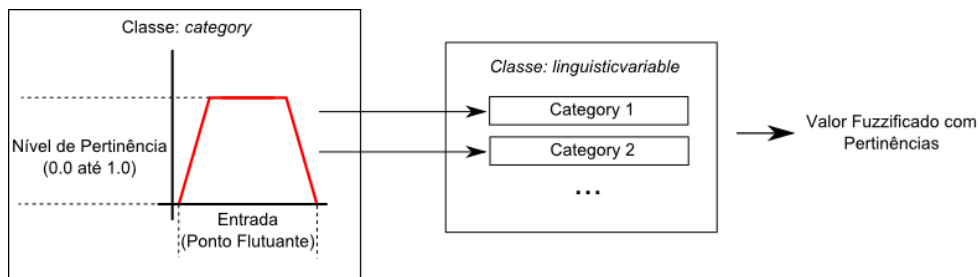 Classe: category
Nível de Pertinência
(0.0 até 1.0)
Entrada
(Ponto Flutuante)
Classe: linguisticvariable
Category 1
Category 2
...
Valor Fuzzificado com
Pertinências